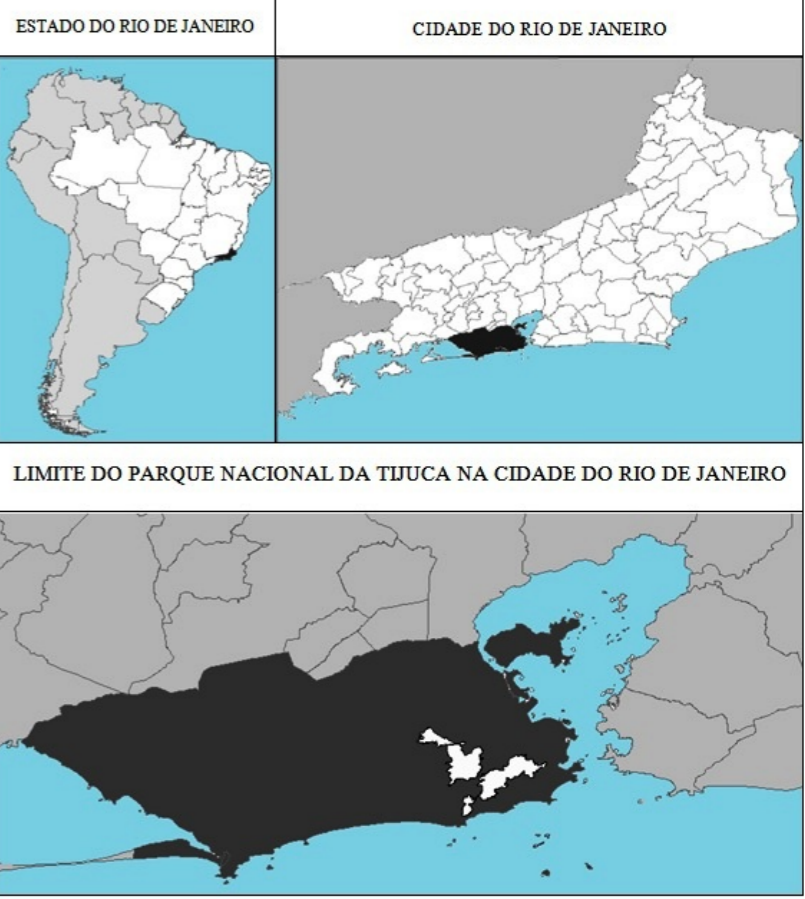 ESTADO DO RIO DE JANEIRO
CIDADE DO RIO DE JANEIRO
LIMITE DO PARQUE NACIONAL DA TIJUCA NA CIDADE DO RIO DE JANEIRO